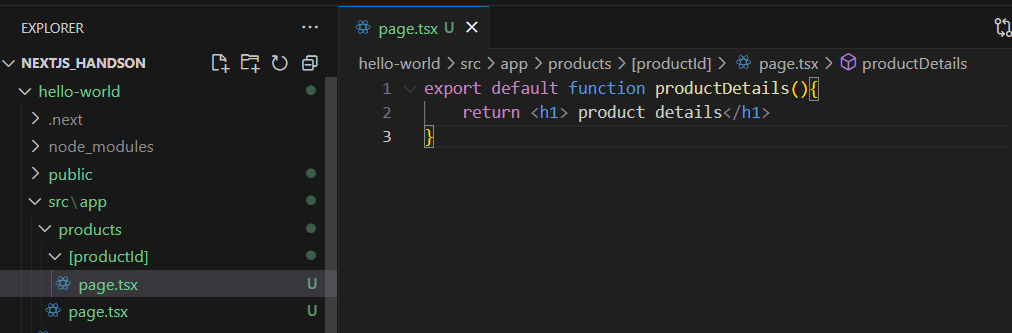 EXPLORER ...
NEXTJS_HANDSON
hello-world
.next
node_modules
public
src\app
products
[productId]
page.tsx U
page.tsx U
page.tsx U
hello-world > src > app > products > [productId] > page.tsx > productDetails
1 export default function productDetails(){
2 return <h1> product details</h1>
3 }